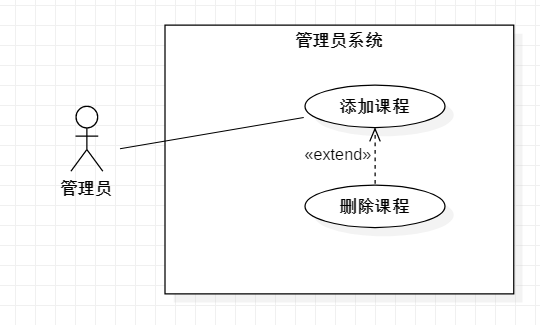 管理员系统
添加课程
«extend»
删除课程
管理员